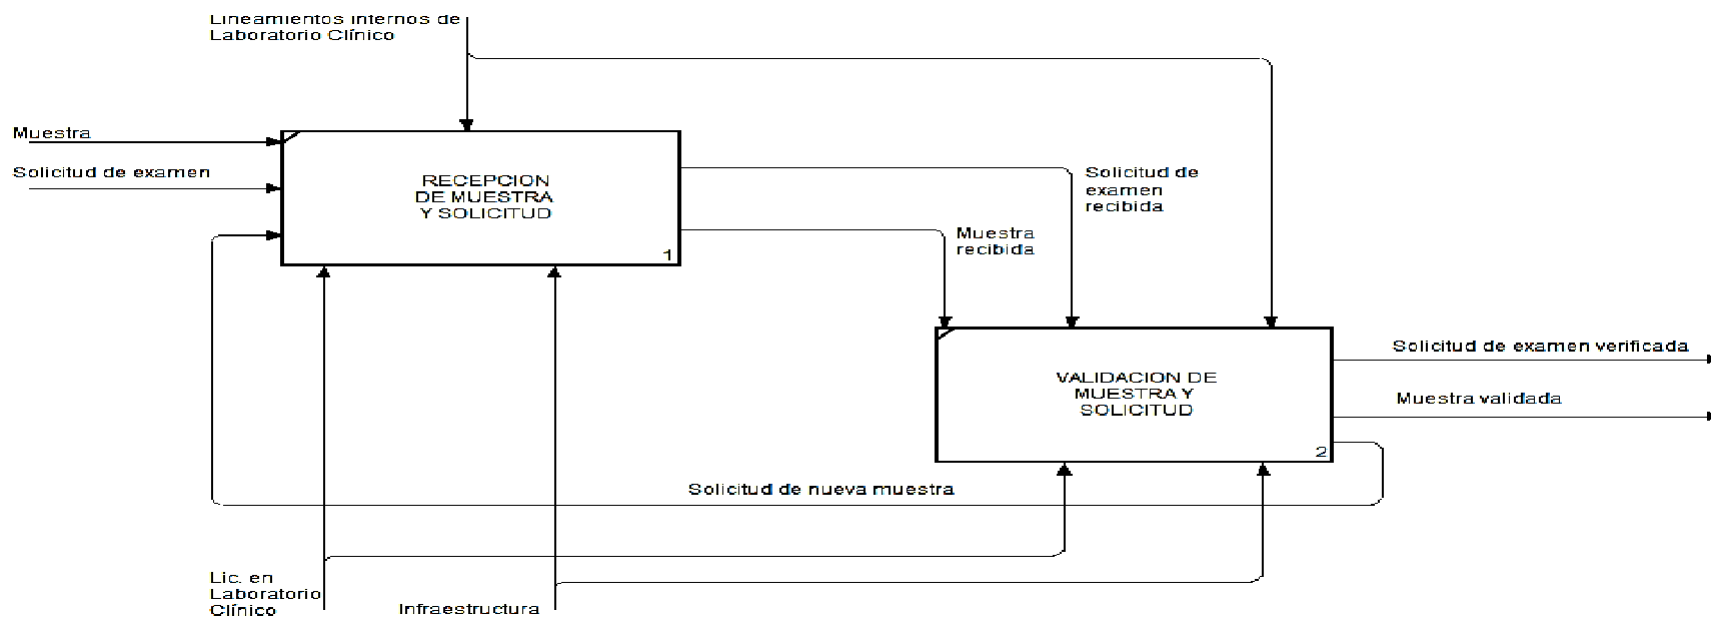 Lineamientos internos de
Laboratorio Clínico
Muestra
Solicitud de examen
RECEPCION
DE MUESTRA
Y SOLICITUD
1
Solicitud de
examen
recibida
Muestra
recibida
VALIDACION DE
MUESTRA Y
SOLICITUD
2
Solicitud de examen verificada
Muestra validada
Solicitud de nueva muestra
Lic. en
Laboratorio
Clínico
Infraestructura